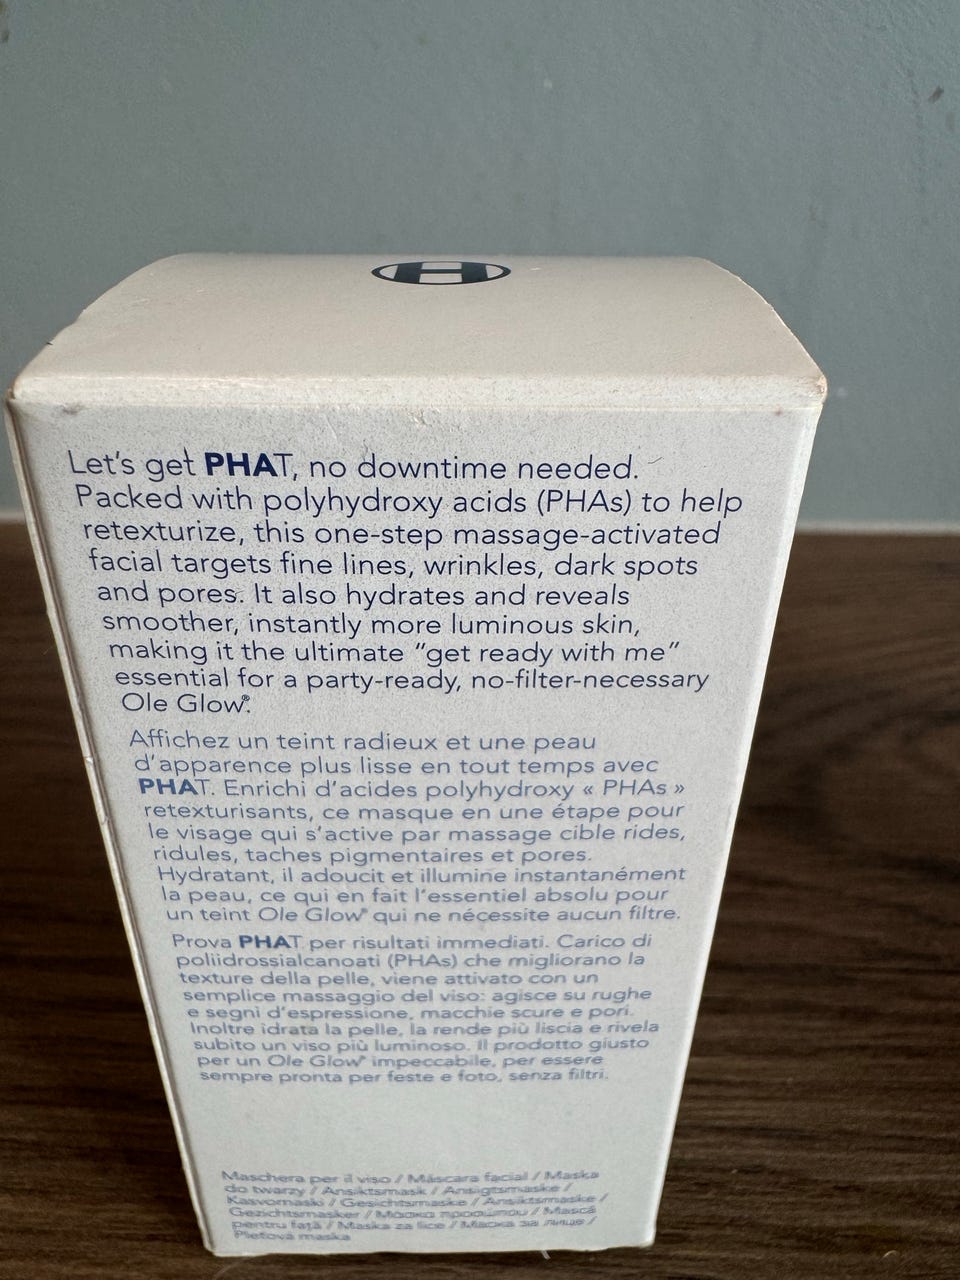 H
Let's get PHAT, no downtime needed.
Packed with polyhydroxy acids (PHAs) to help
retexturize, this one-step massage-activated
facial targets fine lines, wrinkles, dark spots
and pores. It also hydrates and reveals
smoother, instantly more luminous skin,
making it the ultimate “get ready with me”
essential for a party-ready, no-filter-necessary
Ole Glow®.
Affichez un teint radieux et une peau
d'apparence plus lisse en tout temps avec
PHAT. Enrichi d'acides polyhydroxy « PHAs »
retexturisants, ce masque en une étape pour
le visage qui s'active par massage cible rides,
ridules, taches pigmentaires et pores.
Hydratant, il adoucit et illumine instantanément
la peau, ce qui en fait l'essentiel absolu pour
un teint Ole Glow® qui ne nécessite aucun filtre.
Prova PHAT per risultati immediati. Carico di
poliidrossialcanoati (PHAs) che migliorano la
texture della pelle, viene attivato con un
semplice massaggio del viso: agisce su rughe
e segni d'espressione, macchie scure e pori.
Inoltre idrata la pelle, la rende più liscia e rivela
subito un viso più luminoso. Il prodotto giusto
per un Ole Glow® impeccabile, per essere
sempre pronta per feste e foto, senza filtri.
Maschera per il viso / Máscara facial / Maska
do twarzy / Ansiktsmask / Ansigtsmaske /
Kasvonaski / Gesichtsmaske / Ansiktsmaske /
Gezichtsmasker / Μάσκα προσώπου / Mască
pentru față / Maska za lice / Маска за лице /
Pleťová maska